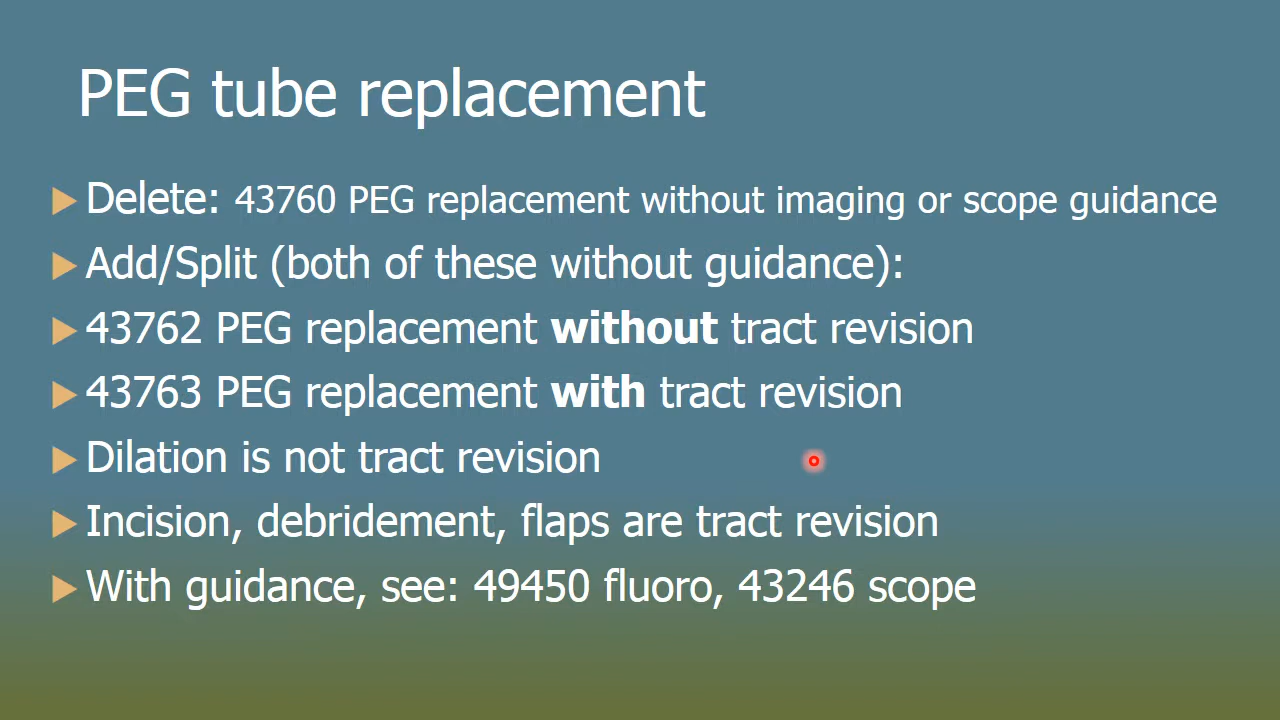 PEG tube replacement
Delete: 43760 PEG replacement without imaging or scope guidance
Add/Split (both of these without guidance):
43762 PEG replacement without tract revision
43763 PEG replacement with tract revision
Dilation is not tract revision
Incision, debridement, flaps are tract revision
With guidance, see: 49450 fluoro, 43246 scope